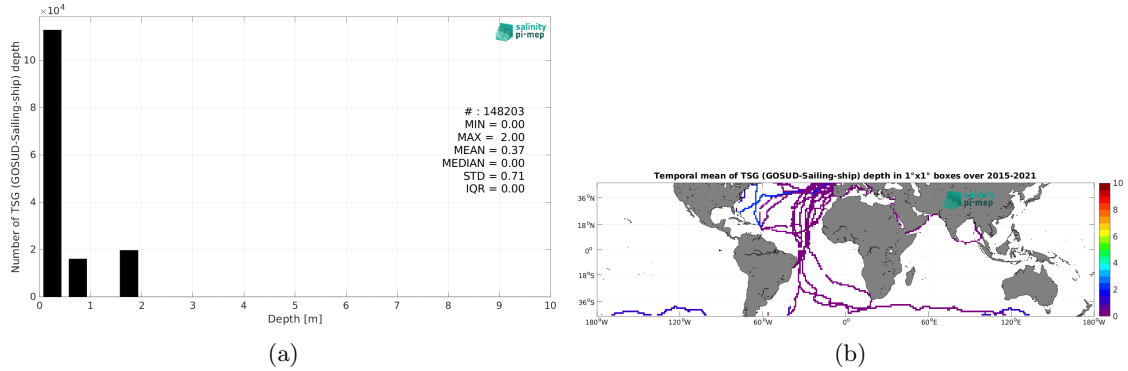 ×10⁴
salinity
pi-mep
Number of TSG (GOSUD-Sailing-ship) depth
10
8
6
4
2
0
# : 148203
MIN = 0.00
MAX = 2.00
MEAN = 0.37
MEDIAN = 0.00
STD = 0.71
IQR = 0.00
0 1 2 3 4 5 6 7 8 9 10
Depth [m]
(a)
Temporal mean of TSG (GOSUD-Sailing-ship) depth in 1°x1° boxes over 2015-2021
salinity
pi-mep
36°N
18°N
0°
18°S
36°S
180°W 120°W 60°W 0° 60°E 120°E 180°W
10
8
6
4
2
0
(b)